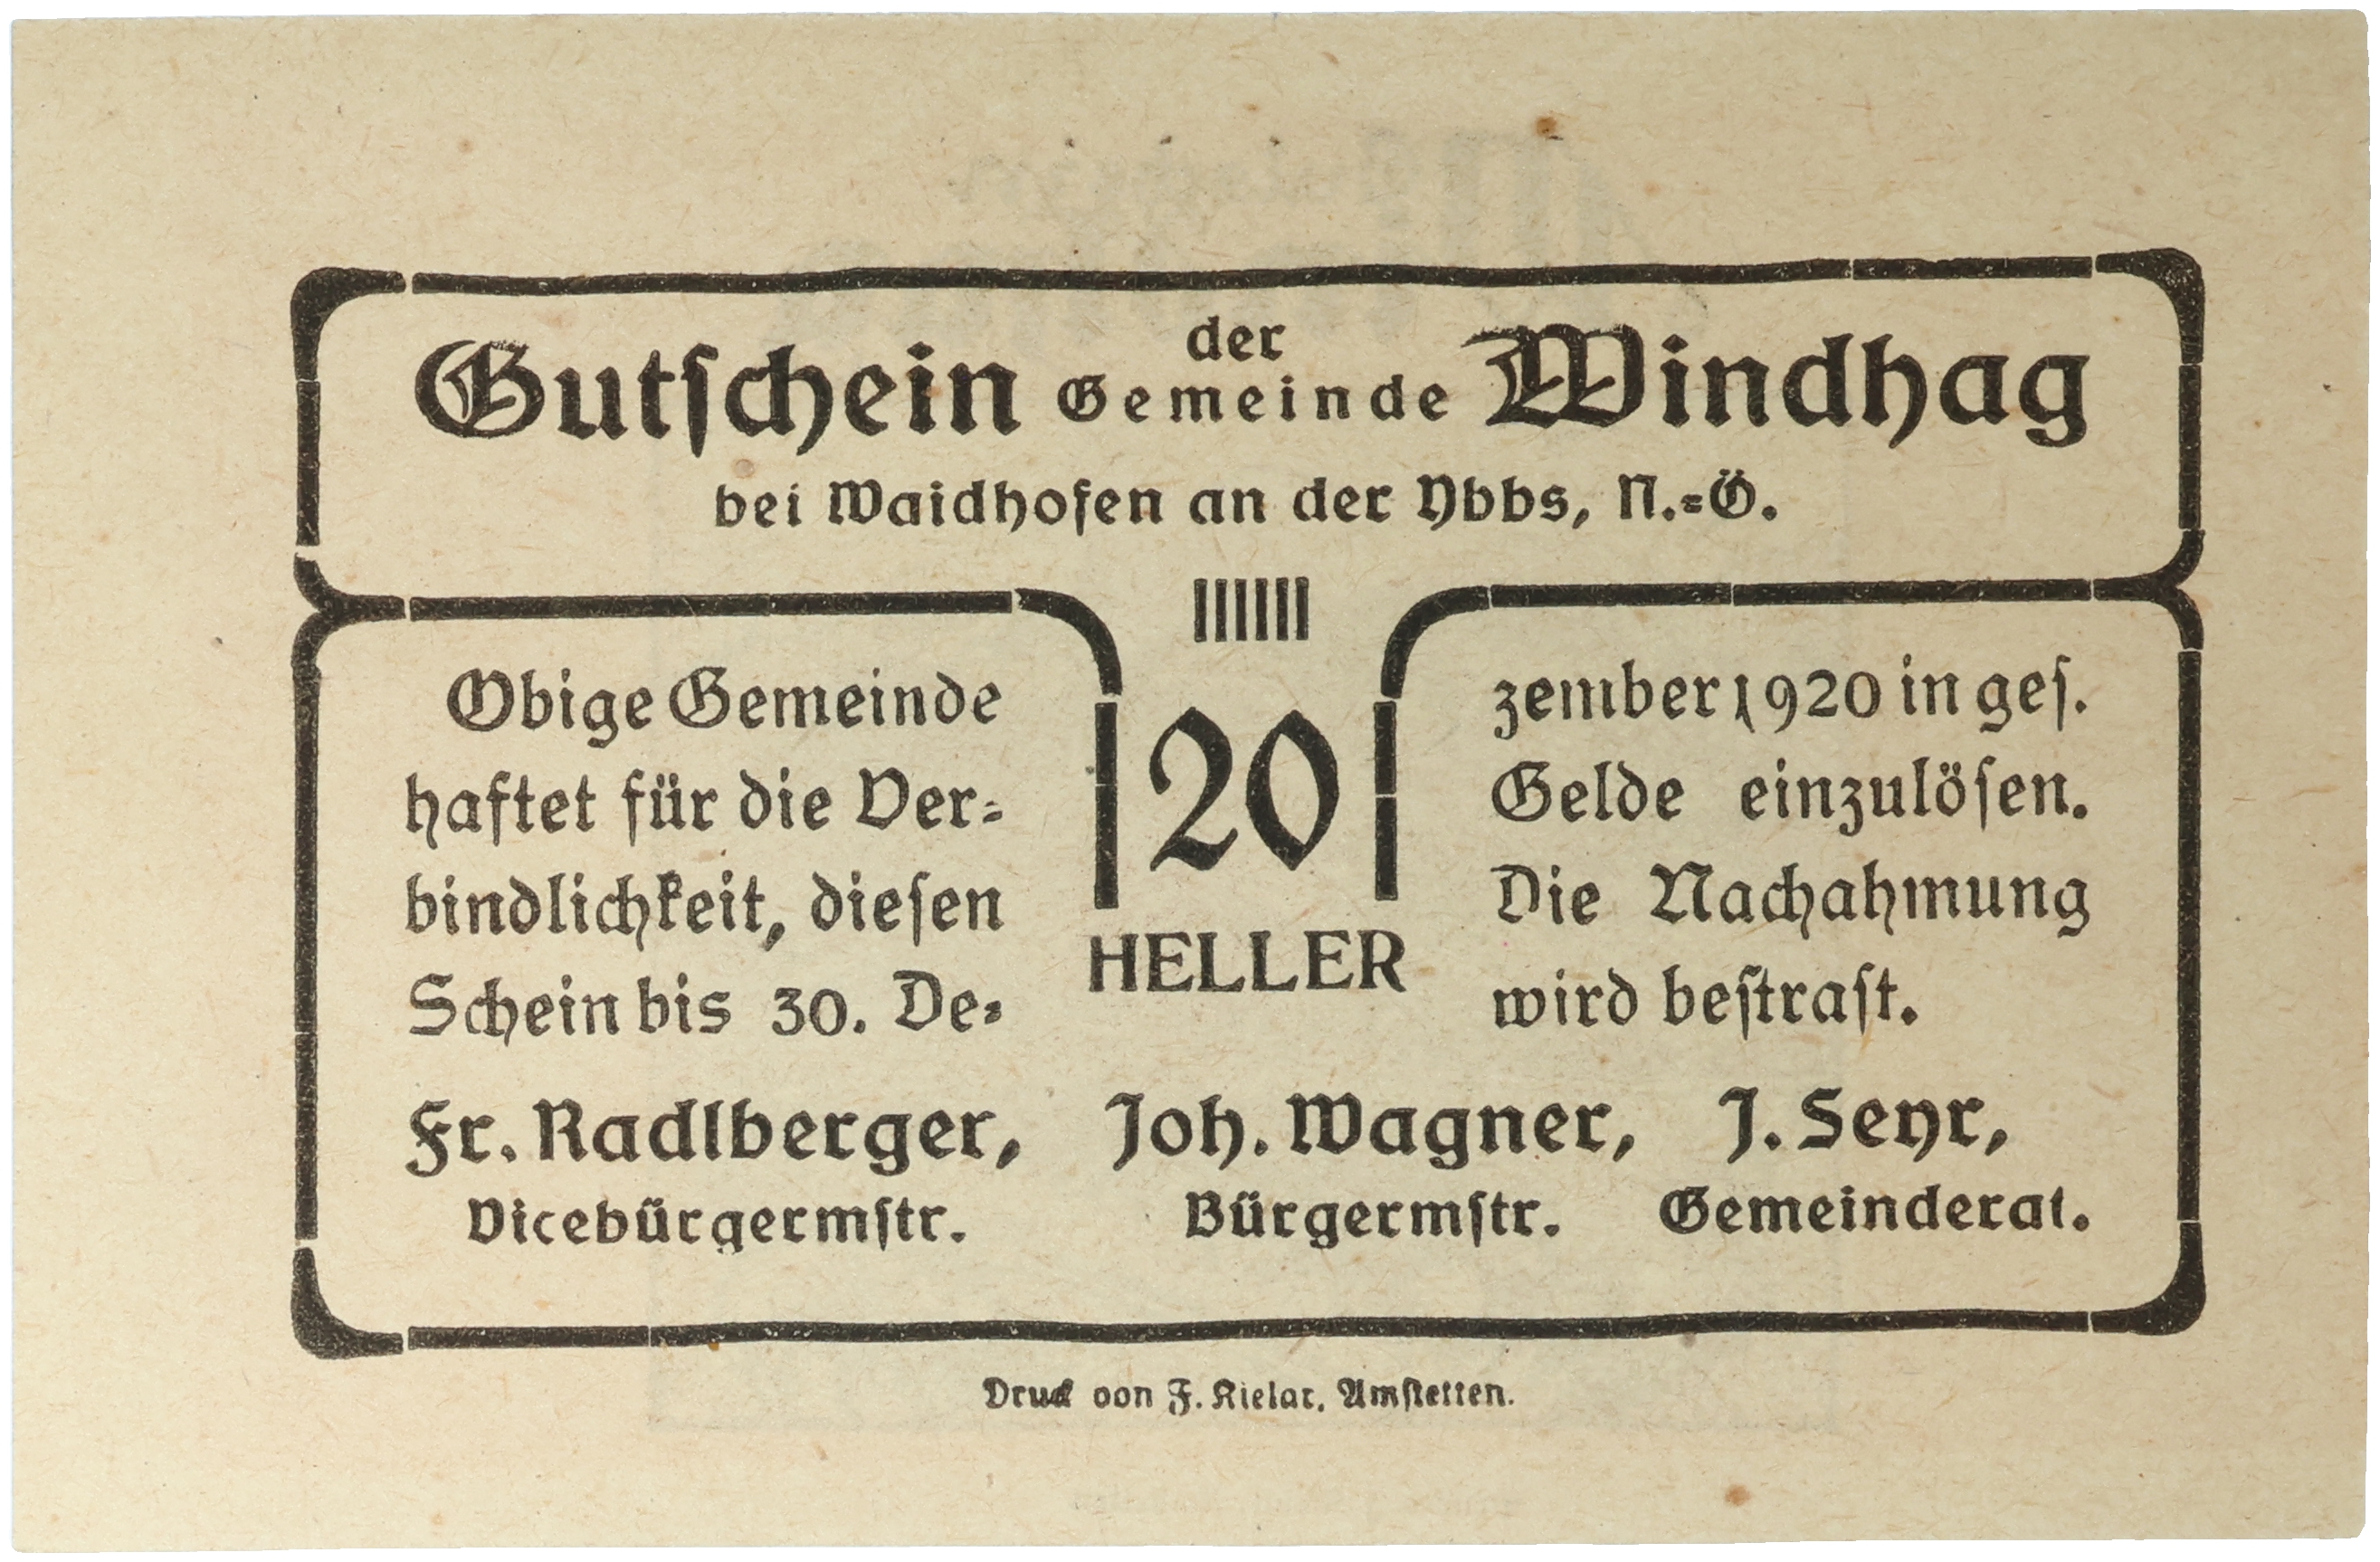 Gutschein der Gemeinde Windhag
bei Waidhofen an der Ybbs, N.=Ö.
Obige Gemeinde
haftet für die Ver=
bindlichkeit, diesen
Schein bis 30. De=
20
HELLER
zember 1920 in ges.
Gelde einzulösen.
Die Nachahmung
wird bestraft.
Fr. Radlberger, Joh. Wagner, J. Seyr,
Vicebürgermstr. Bürgermstr. Gemeinderat.
Druck von F. Kielar, Amstetten.